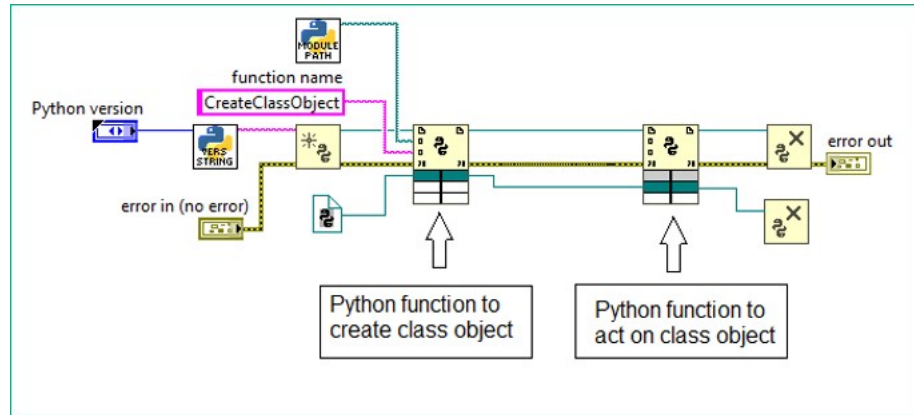 MODULE
PATH
function name
CreateClassObject
Python version
VERS
STRING
error in (no error)
error out
Python function to
create class object
Python function to
act on class object